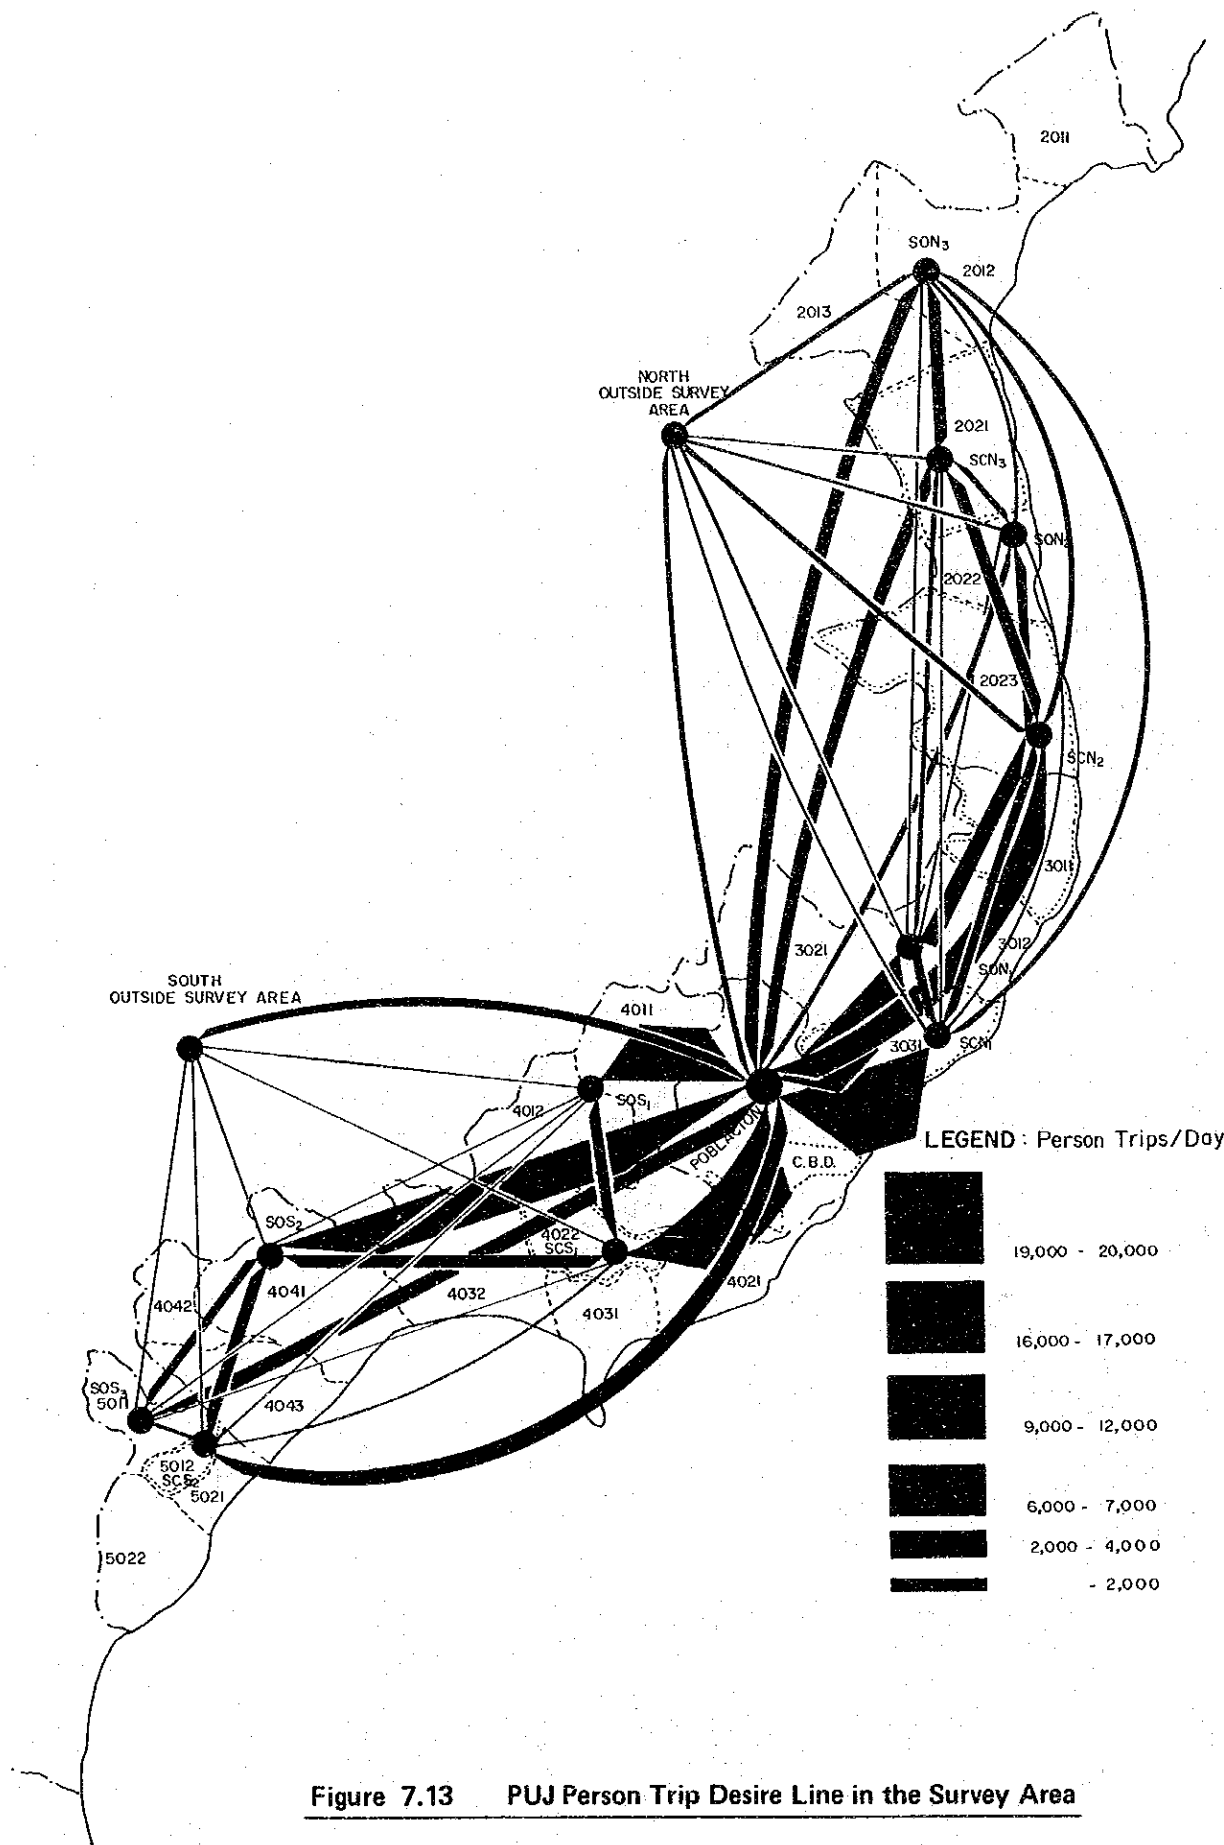 2011
SON3
2012
2013
NORTH
OUTSIDE SURVEY
AREA
2021
SCN3
SON2
2022
2023
SCN2
3011
3021
3012
SON1
SOUTH
OUTSIDE SURVEY AREA
4011
3031
SCN1
SOS1
4012
POBLACION
LEGEND : Person Trips/Day
C.B.D.
SOS2
4022
SCS1
19,000 - 20,000
4021
4041
4032
4042
4031
16,000 - 17,000
SOS3
5011
4043
9,000 - 12,000
5012
SCS2
5021
6,000 - 7,000
2,000 - 4,000
5022
- 2,000
Figure 7.13 PUJ Person Trip Desire Line in the Survey Area